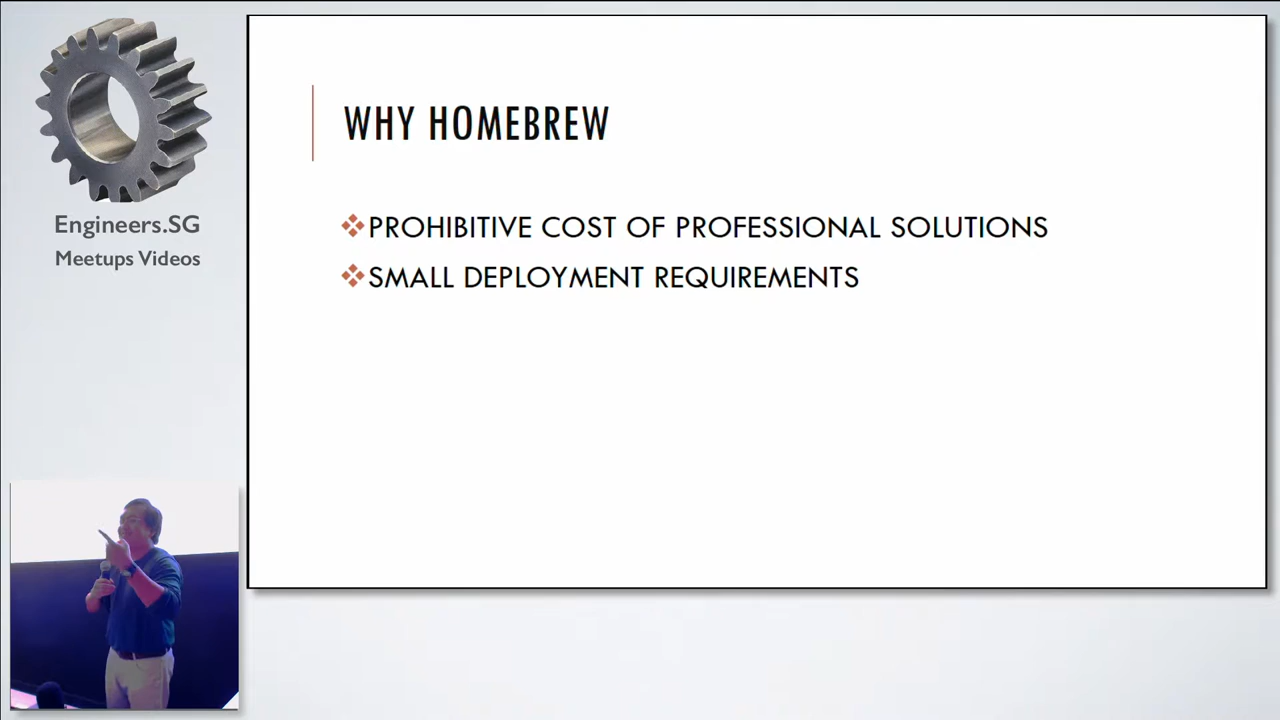 Engineers.SG
Meetups Videos
WHY HOMEBREW
PROHIBITIVE COST OF PROFESSIONAL SOLUTIONS
SMALL DEPLOYMENT REQUIREMENTS